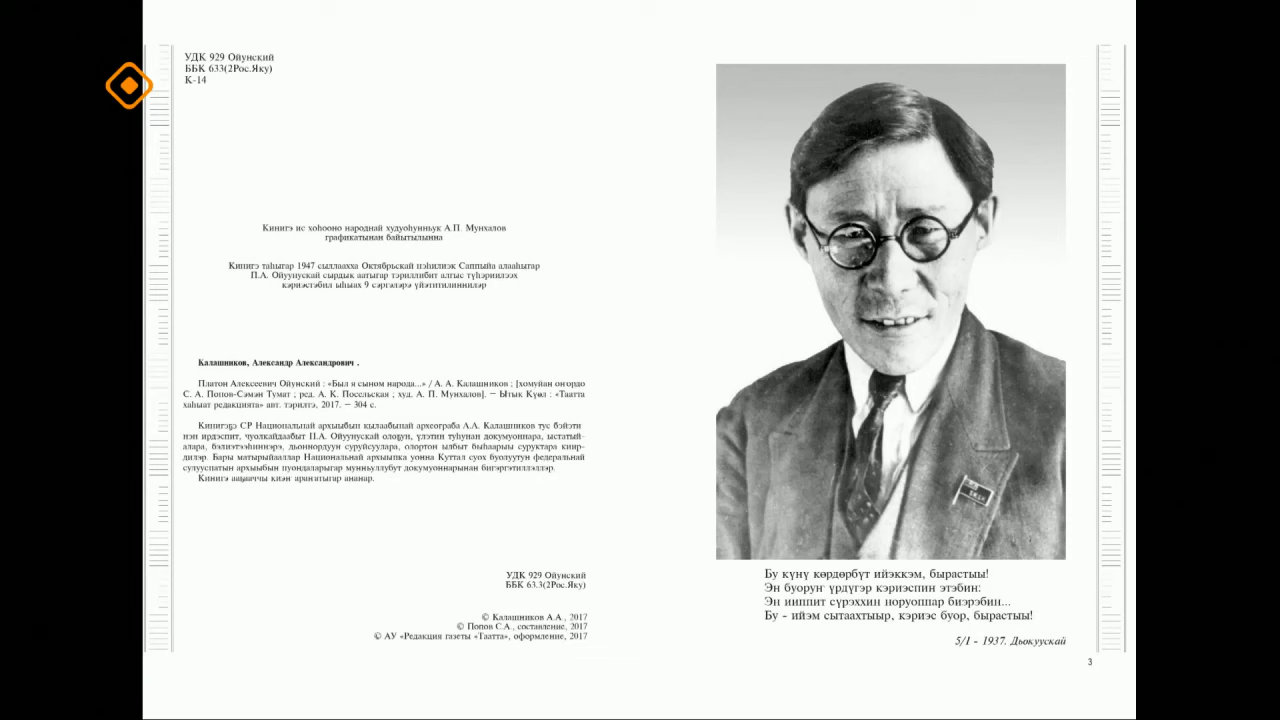 УДК 929 Ойунский
ББК 633(2Рос.Яку)
К-14
Кинигэ ис хоһооно народнай худуоһунньук А.П. Мунхалов
графикатынан байытылынна
Кинигэ таһыгар 1947 сыллаахха Октябрьскай нэһилиэк Саппыйа алааһыгар
П.А. Ойуунускай сырдык аатыгар тэриллибит алгыс түһэрииллээх
кэриэстэбил ыһыах 9 сэргэлэрэ үйэтитилиннилэр
Калашников, Александр Александрович .
Платон Алексеевич Ойунский : «Был я сыном народа...» / А. А. Калашников ; [хомуйан оҥордо
С. А. Попов-Сэмэн Тумат ; ред. А. К. Посельская ; худ. А. П. Мунхалов]. – Ытык Күөл : «Таатта
хаһыат редакцията» авт. тэрилтэ, 2017. – 304 с.
Кинигэҕэ СР Национальнай архыыбын кылаабынай археограба А.А. Калашников тус бэйэти-
нэн ирдэспит, чуолкайдаабыт П.А. Ойуунускай олоҕун, үлэтин туһунан докумуоннара, ыстатый-
алара, бэлиэтээһиннэрэ, дьоннордуун суруйсуулара, олортон ылбыт быһаарыы суруктара киир-
дилэр. Бары матырыйааллар Национальнай архыыпка уонна Куттал суох буолуутун федеральнай
сулууспатын архыыбын пуондаларыгар мунньуллубут докумуоннарынан бигэргэтиллэллэр.
Кинигэ ааҕааччы киэҥ араҥатыгар ананар.
УДК 929 Ойунский
ББК 63.3(2Рос.Яку)
© Калашников А.А., 2017
© Попов С.А., составление, 2017
© АУ «Редакция газеты «Таатта», оформление, 2017
Бу күнү көрдөрбүт ийэккэм, бырастыы!
Эн буоруҥ үрдүгэр кэриэспин этэбин:
Эн ииппит сүрэххин норуоппар биэрэбин...
Бу - ийэм сытаахтыыр, кэриэс буор, бырастыы!
5/I - 1937. Дьокуускай
3